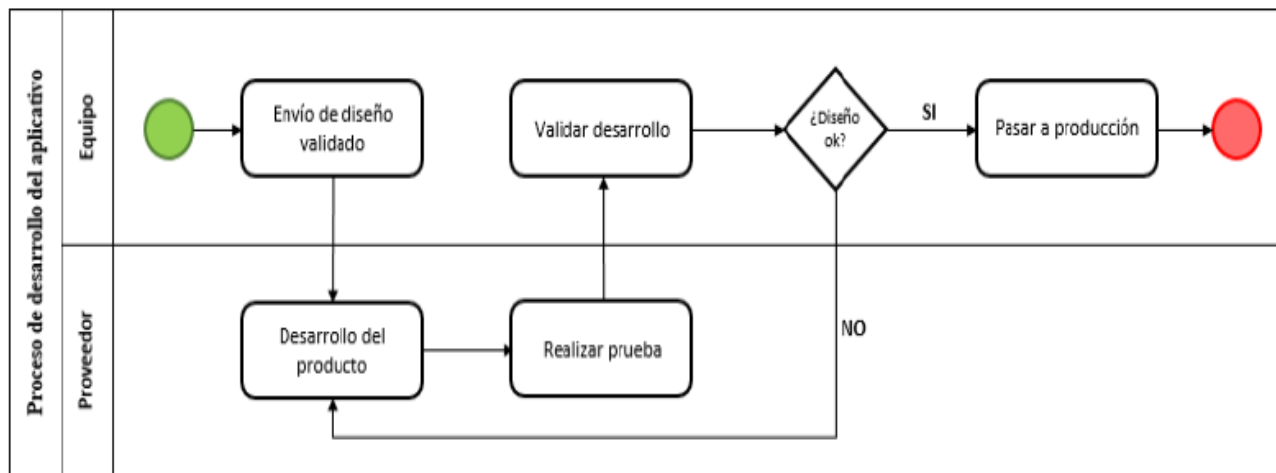 Proceso de desarrollo del aplicativo
Equipo
Envío de diseño
validado
Validar desarrollo
¿Diseño
ok?
SI
Pasar a producción
Proveedor
Desarrollo del
producto
Realizar prueba
NO